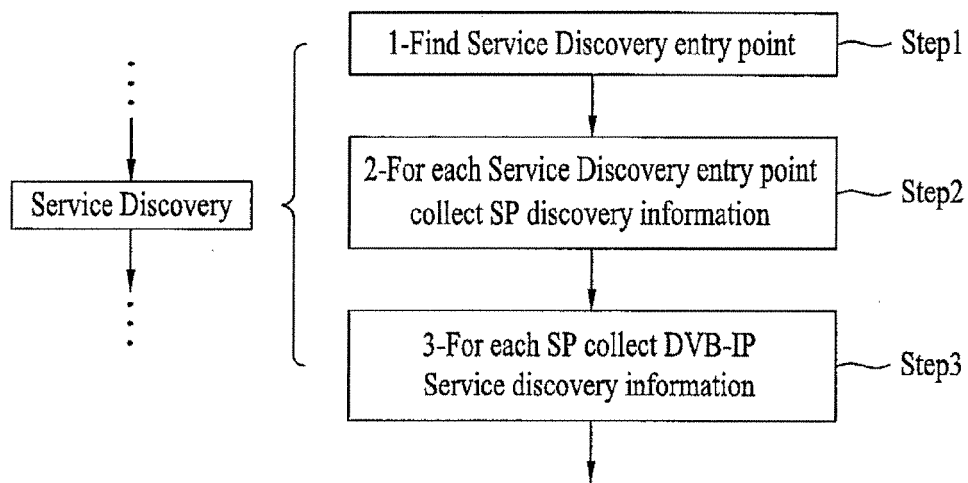 1-Find Service Discovery entry point
Step1
2-For each Service Discovery entry point
collect SP discovery information
Step2
Service Discovery
3-For each SP collect DVB-IP
Service discovery information
Step3